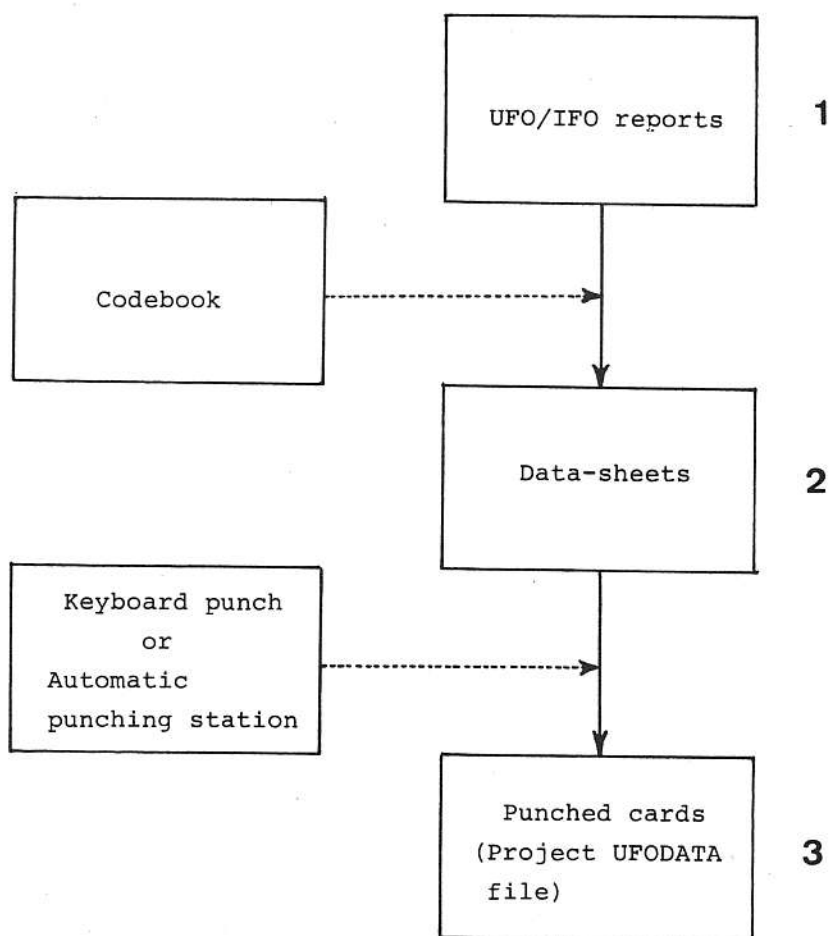 UFO/IFO reports
1
Codebook
Data-sheets
2
Keyboard punch
or
Automatic
punching station
Punched cards
(Project UFODATA
file)
3